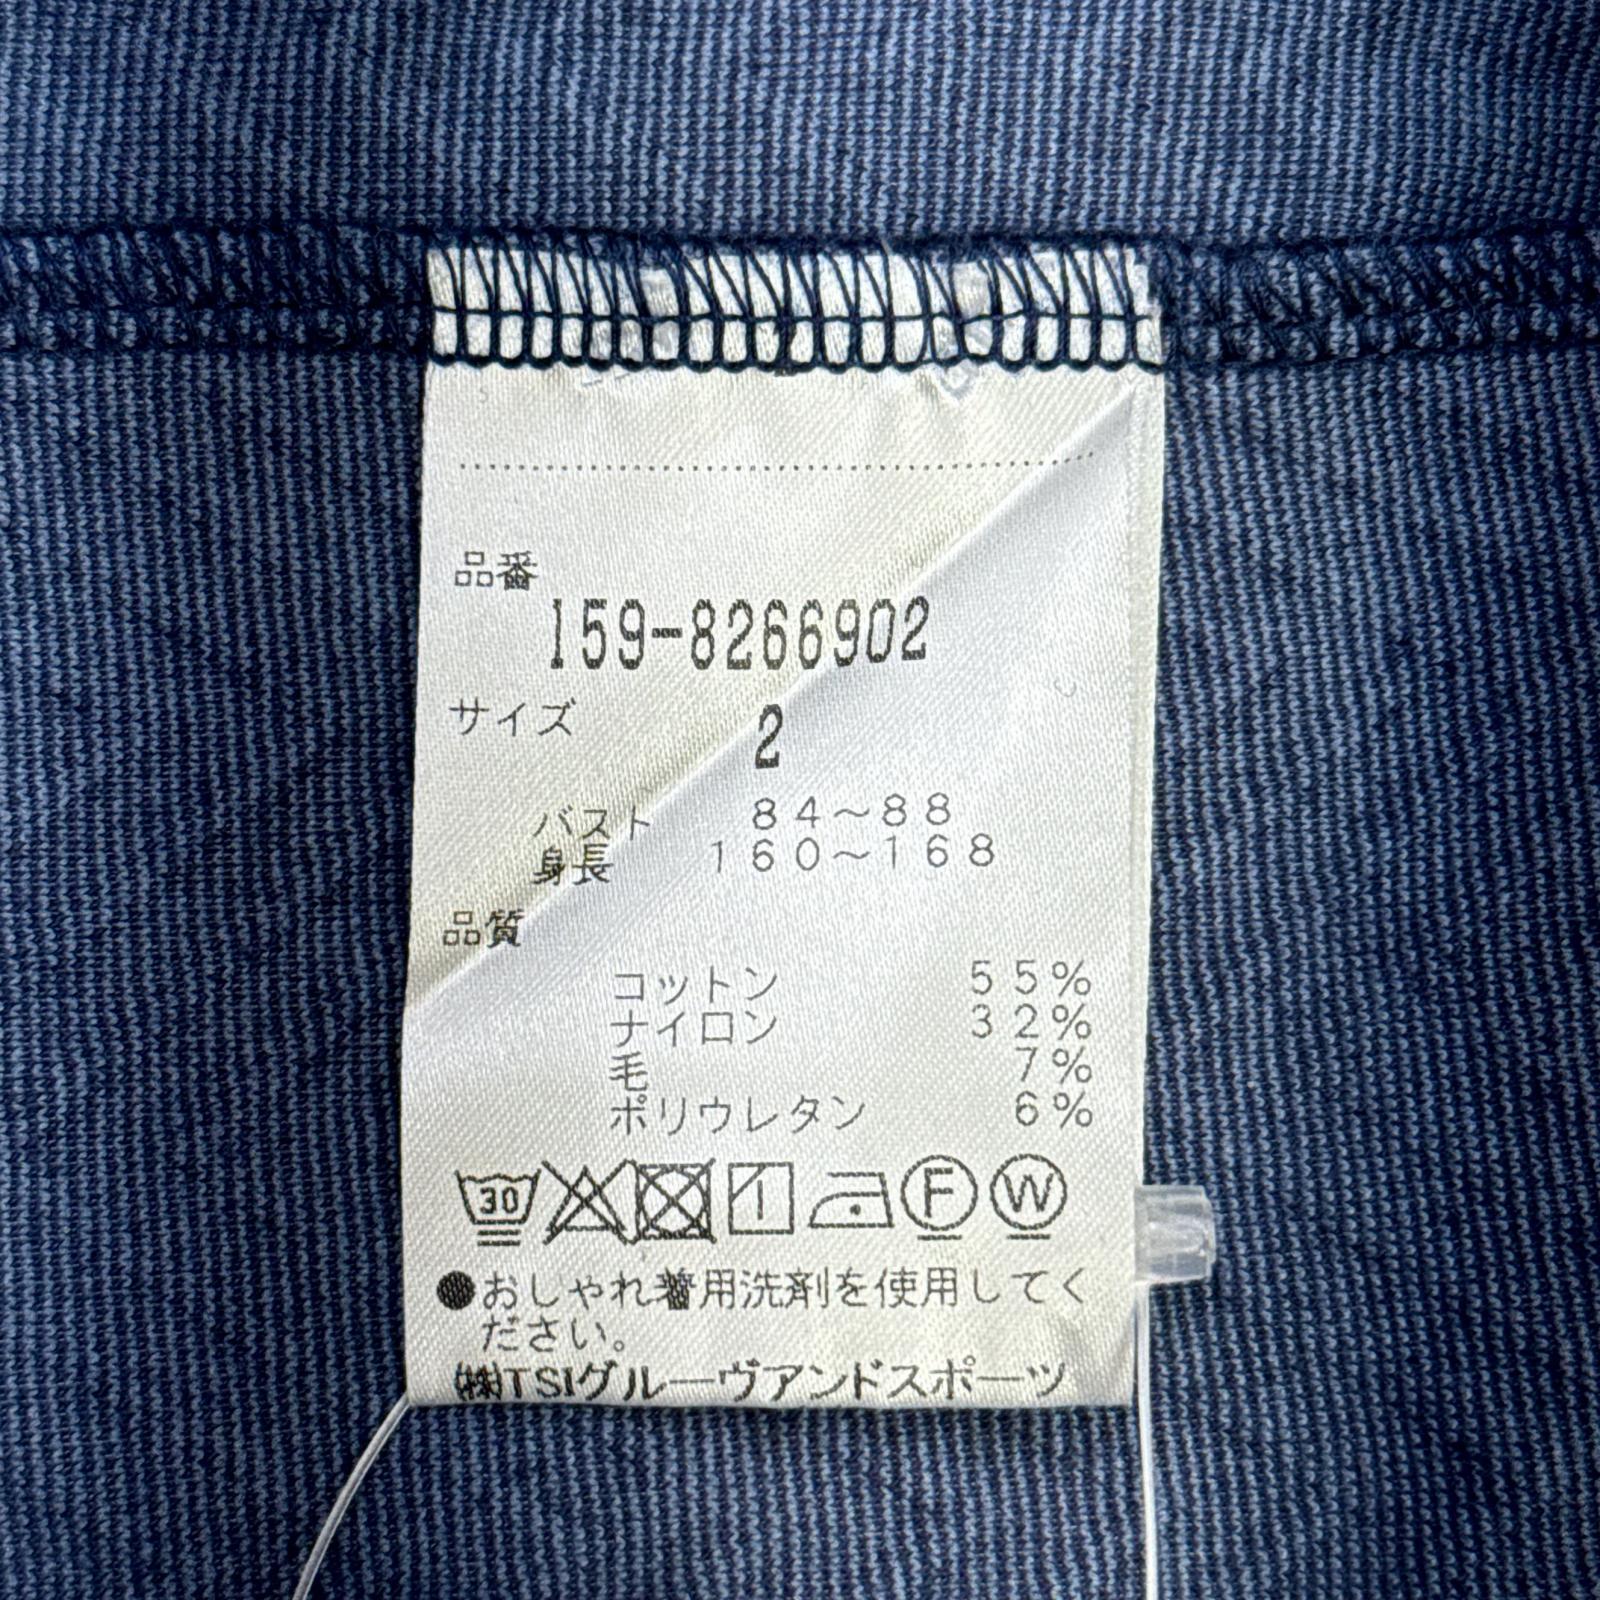 品番
159-8266902
サイズ 2
バスト 84～88
身長 160～168
品質
コットン 55%
ナイロン 32%
毛 7%
ポリウレタン 6%
30 F W
●おしゃれ着用洗剤を使用してく
ださい。
㈱TSIグルーヴアンドスポーツ